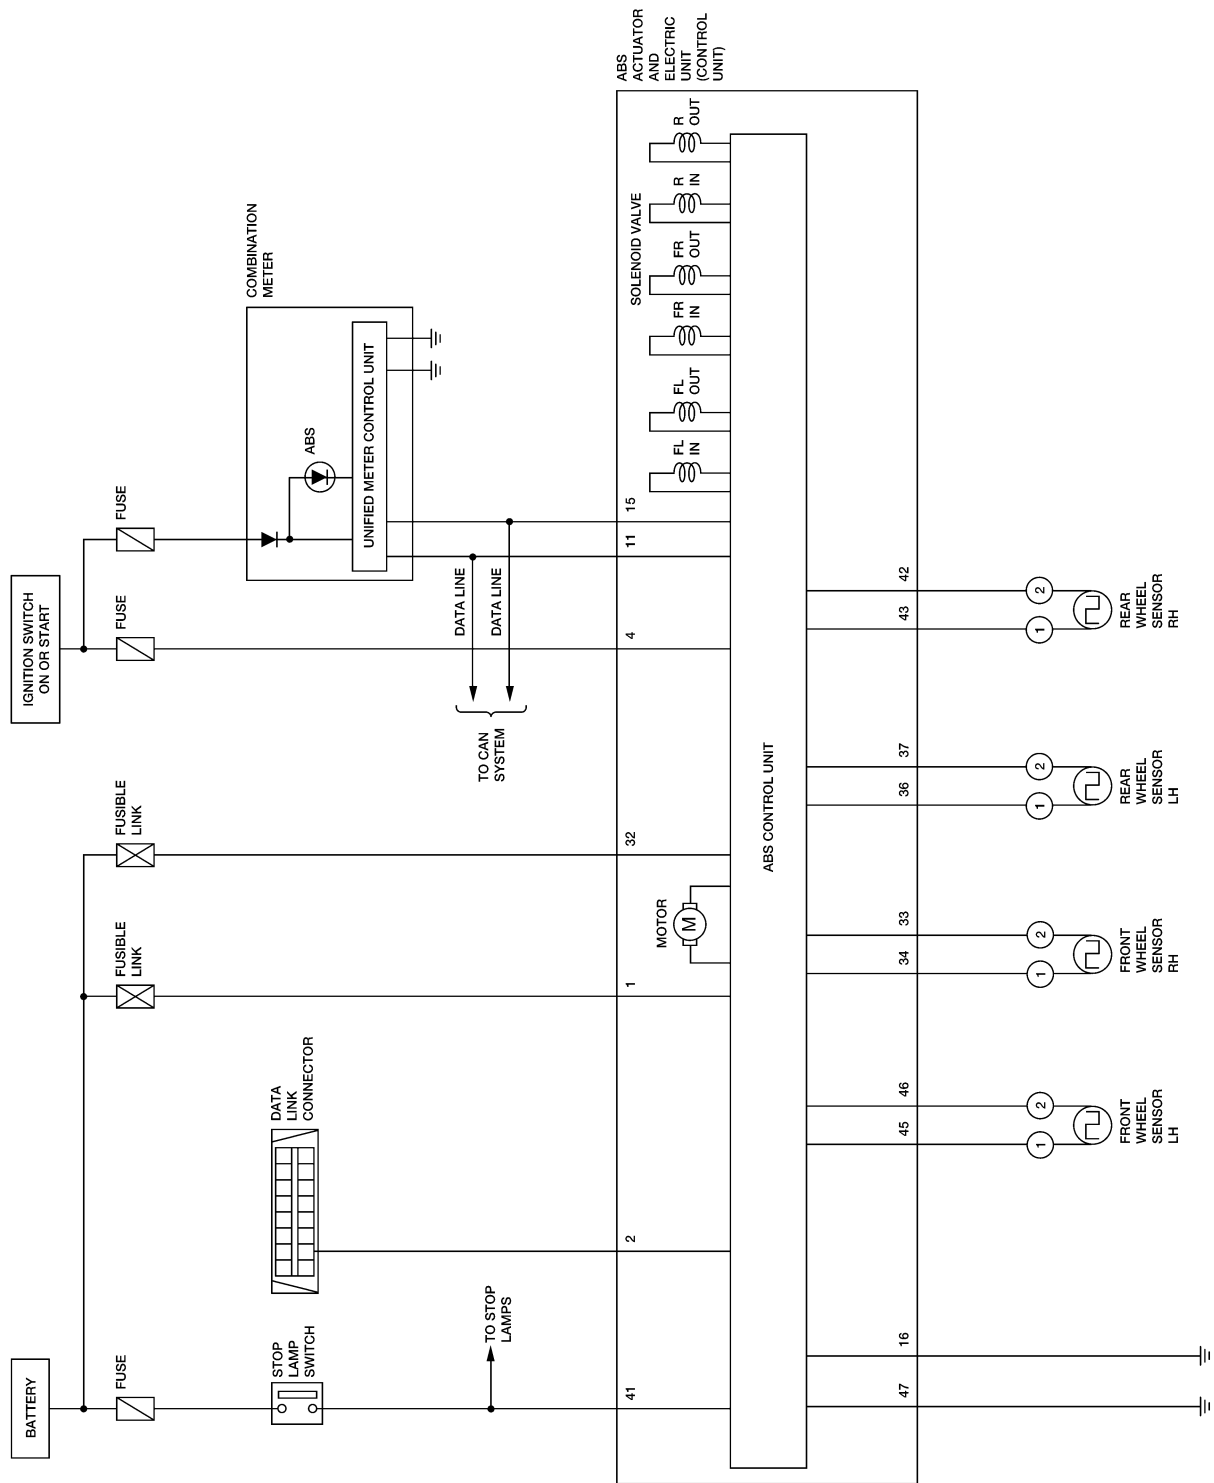 BATTERY
FUSE
STOP
LAMP
SWITCH
TO STOP
LAMPS
41
DATA
LINK
CONNECTOR
2
FUSIBLE
LINK
1
FUSIBLE
LINK
32
MOTOR
M
IGNITION SWITCH
ON OR START
FUSE
4
FUSE
COMBINATION
METER
ABS
UNIFIED METER CONTROL UNIT
DATA LINE
DATA LINE
TO CAN
SYSTEM
11
15
ABS
ACTUATOR
AND
ELECTRIC
UNIT
(CONTROL
UNIT)
SOLENOID VALVE
FL
IN
FL
OUT
FR
IN
FR
OUT
R
IN
R
OUT
ABS CONTROL UNIT
47
16
45
46
1
2
FRONT
WHEEL
SENSOR
LH
34
33
1
2
FRONT
WHEEL
SENSOR
RH
36
37
1
2
REAR
WHEEL
SENSOR
LH
43
42
1
2
REAR
WHEEL
SENSOR
RH